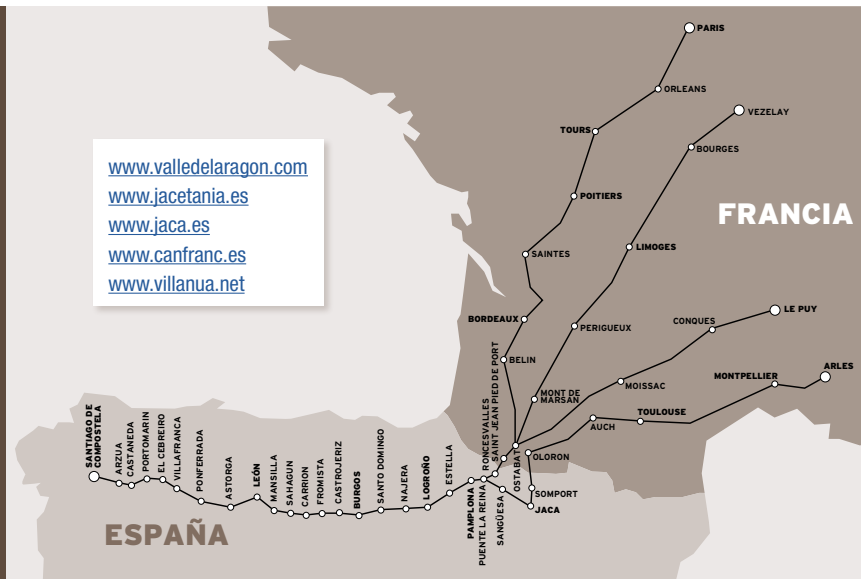 PARIS
ORLEANS
VEZELAY
TOURS
BOURGES
www.valledelaragon.com
www.jacetania.es
www.jaca.es
www.canfranc.es
www.villanua.net
POITIERS
FRANCIA
SAINTES
LIMOGES
BORDEAUX
PERIGUEUX
CONQUES
LE PUY
BELIN
MOISSAC
MONTPELLIER
ARLES
MONT DE
MARSAN
AUCH
TOULOUSE
SANTIAGO DE
COMPOSTELA
ARZUA
CASTANEDA
PORTOMARIN
EL CEBREIRO
VILLAFRANCA
PONFERRADA
ASTORGA
LEÓN
MANSILLA
SAHAGUN
CARRION
FROMISTA
CASTROJERIZ
BURGOS
SANTO DOMINGO
NAJERA
LOGROÑO
ESTELLA
PAMPLONA
PUENTE LA REINA
RONCESVALLES
SAINT JEAN PIED DE PORT
SANGÜESA
OSTABAT
OLORON
SOMPORT
JACA
ESPAÑA